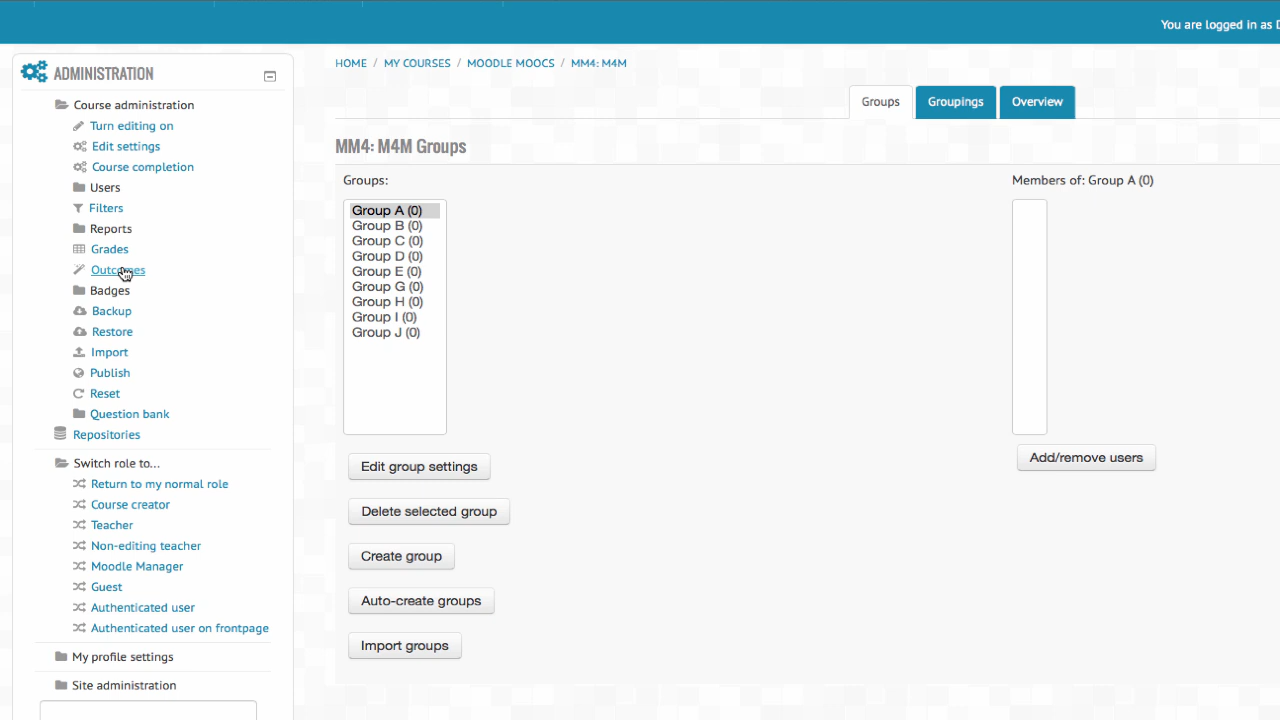 You are logged in as D
ADMINISTRATION
Course administration
Turn editing on
Edit settings
Course completion
Users
Filters
Reports
Grades
Outcomes
Badges
Backup
Restore
Import
Publish
Reset
Question bank
Repositories
Switch role to...
Return to my normal role
Course creator
Teacher
Non-editing teacher
Moodle Manager
Guest
Authenticated user
Authenticated user on frontpage
My profile settings
Site administration
HOME / MY COURSES / MOODLE MOOCS / MM4: M4M
Groups Groupings Overview
MM4: M4M Groups
Groups:
Group A (0)
Group B (0)
Group C (0)
Group D (0)
Group E (0)
Group G (0)
Group H (0)
Group I (0)
Group J (0)
Edit group settings
Delete selected group
Create group
Auto-create groups
Import groups
Members of: Group A (0)
Add/remove users